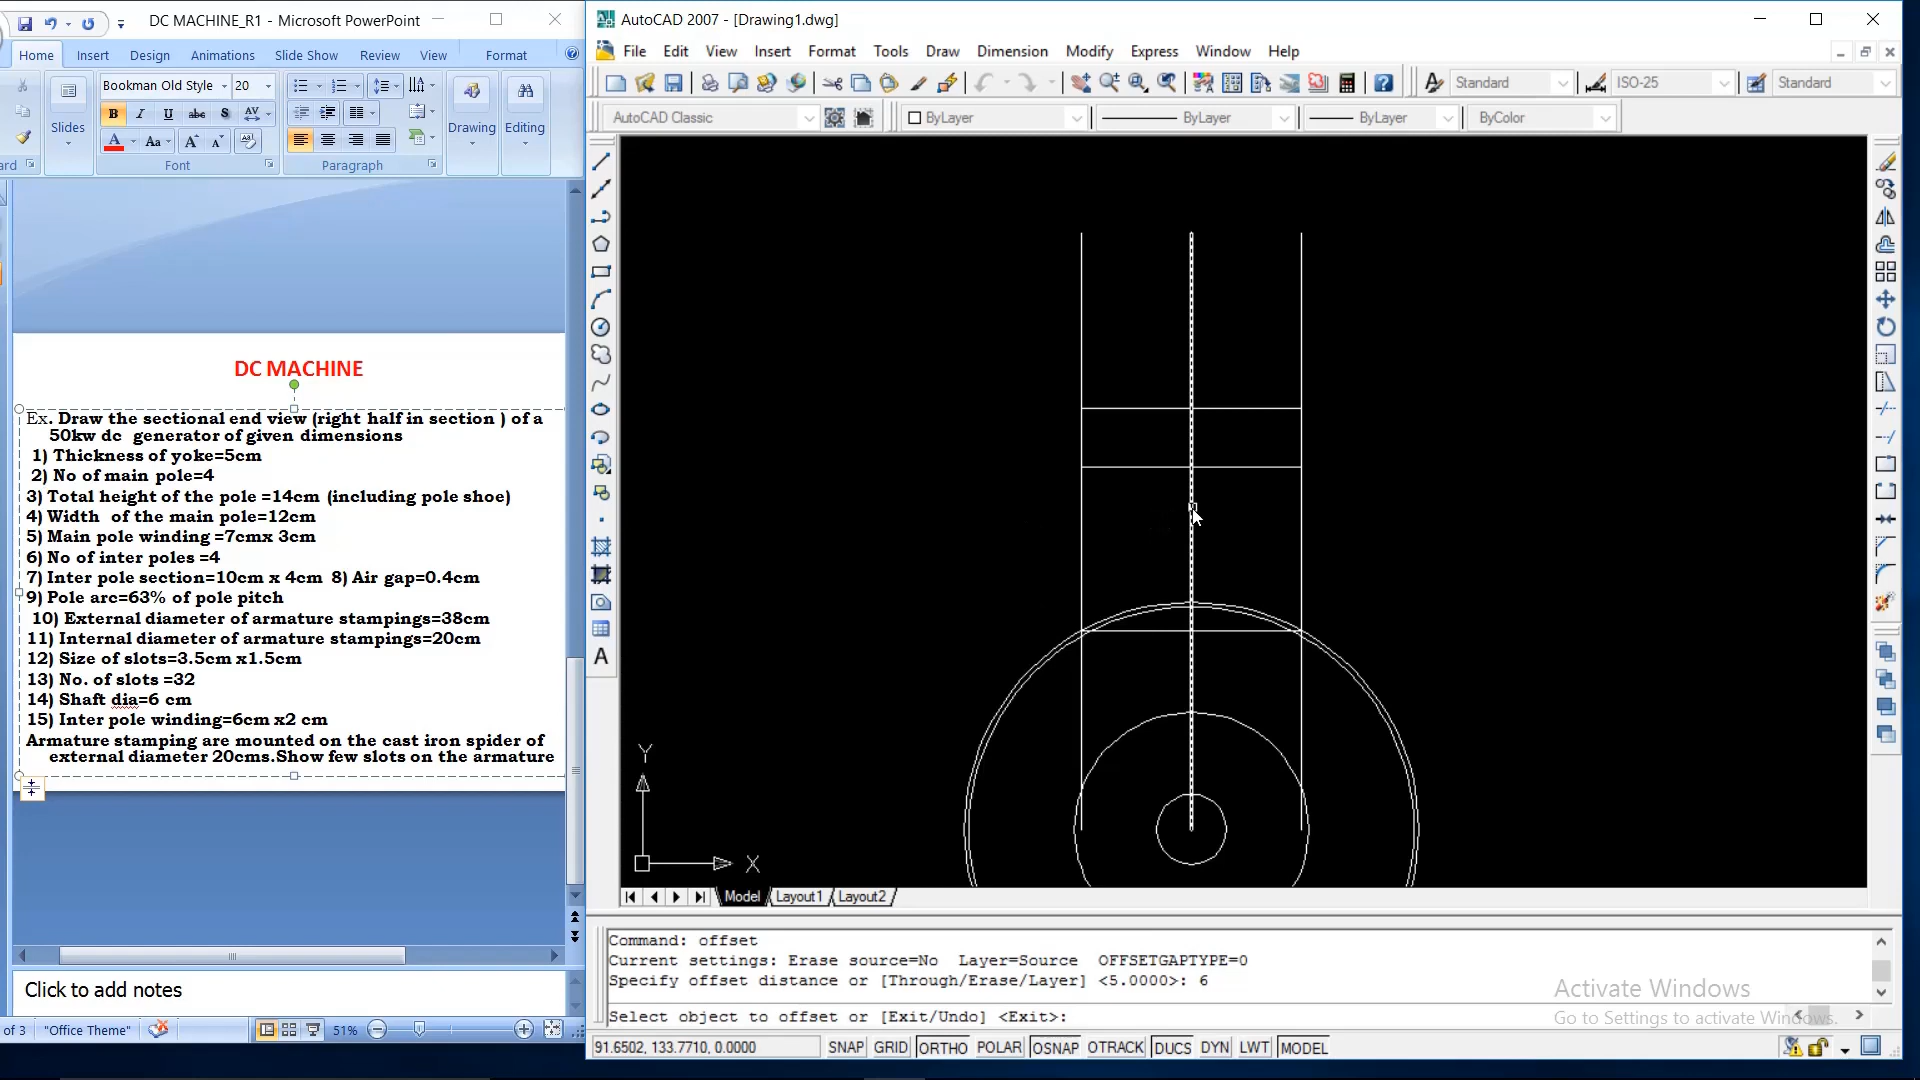 DC MACHINE_R1 - Microsoft PowerPoint
Home Insert Design Animations Slide Show Review View Format
Bookman Old Style 20
Slides Drawing Editing
B I U abc S AV
A Aa A A
ard Font Paragraph
DC MACHINE
Ex. Draw the sectional end view (right half in section ) of a
50kw dc generator of given dimensions
1) Thickness of yoke=5cm
2) No of main pole=4
3) Total height of the pole =14cm (including pole shoe)
4) Width of the main pole=12cm
5) Main pole winding =7cmx 3cm
6) No of inter poles =4
7) Inter pole section=10cm x 4cm 8) Air gap=0.4cm
9) Pole arc=63% of pole pitch
10) External diameter of armature stampings=38cm
11) Internal diameter of armature stampings=20cm
12) Size of slots=3.5cm x1.5cm
13) No. of slots =32
14) Shaft dia=6 cm
15) Inter pole winding=6cm x2 cm
Armature stamping are mounted on the cast iron spider of
external diameter 20cms.Show few slots on the armature
Click to add notes
of 3 "Office Theme" 51%
AutoCAD 2007 - [Drawing1.dwg]
File Edit View Insert Format Tools Draw Dimension Modify Express Window Help
Standard ISO-25 Standard
AutoCAD Classic ByLayer ByLayer ByLayer ByColor
A
Y
X
Model Layout1 Layout2
Command: offset
Current settings: Erase source=No Layer=Source OFFSETGAPTYPE=0
Specify offset distance or [Through/Erase/Layer] <5.0000>: 6
Select object to offset or [Exit/Undo] <Exit>:
Activate Windows
Go to Settings to activate Windows.
91.6502, 133.7710, 0.0000 SNAP GRID ORTHO POLAR OSNAP OTRACK DUCS DYN LWT MODEL